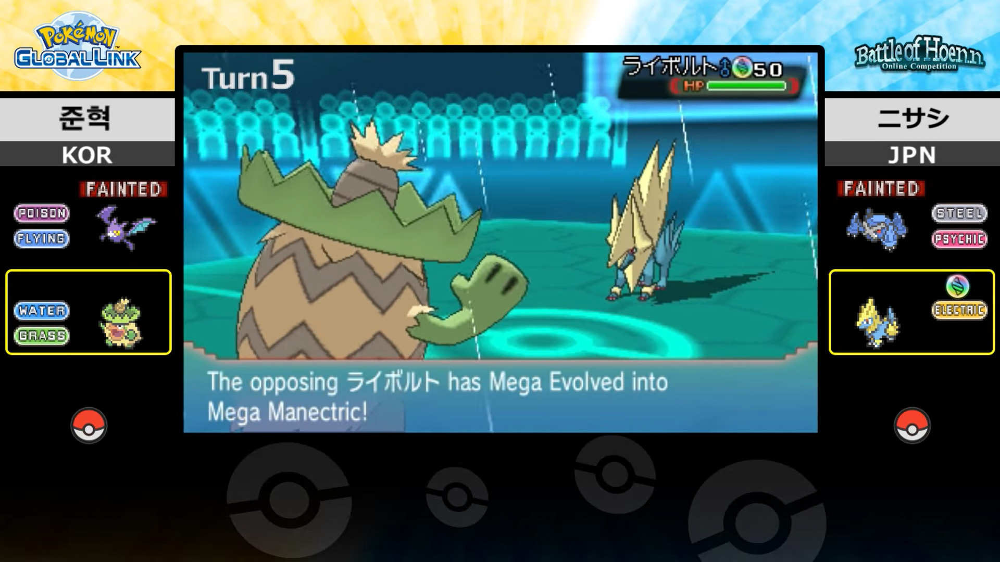 POKéMON
GLOBAL LINK
Battle of Hoenn
Online Competition
준혁
KOR
FAINTED
POISON
FLYING
WATER
GRASS
Turn 5
ライボルト♂ 50
HP
The opposing ライボルト has Mega Evolved into
Mega Manectric!
ニサシ
JPN
FAINTED
STEEL
PSYCHIC
ELECTRIC